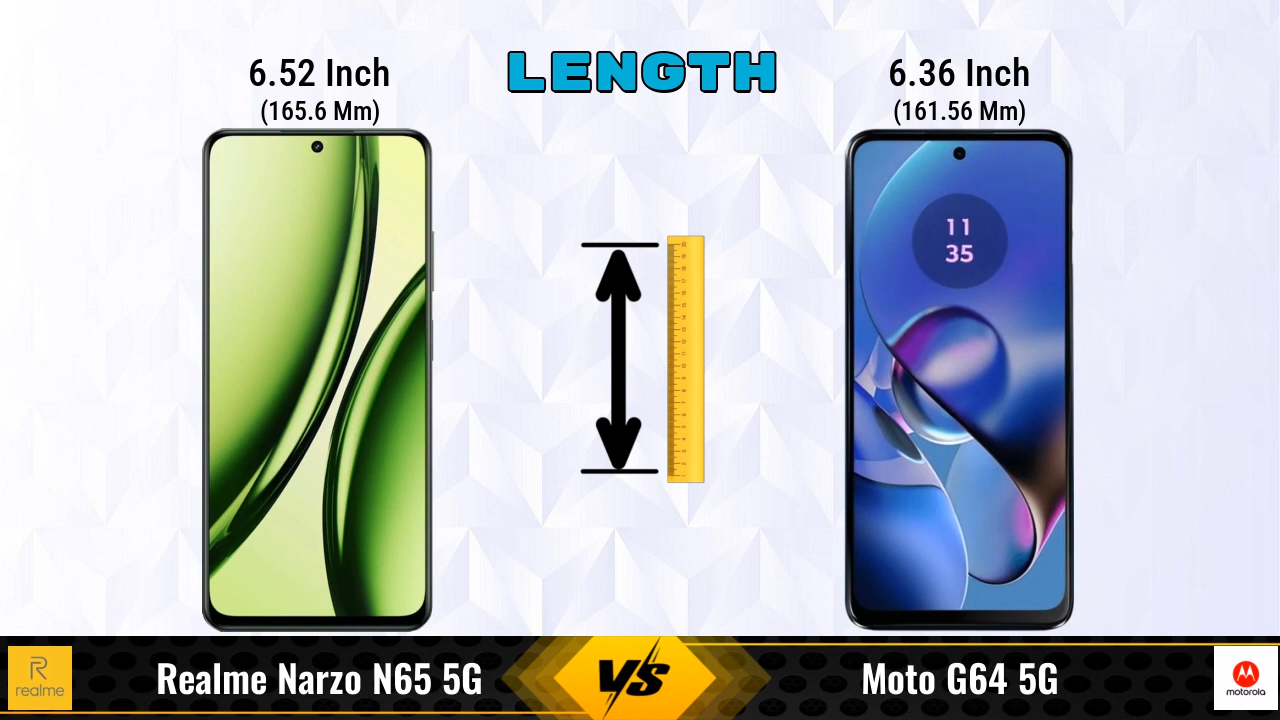 LENGTH
6.52 Inch
(165.6 Mm)
6.36 Inch
(161.56 Mm)
11
35
Realme Narzo N65 5G
VS
Moto G64 5G
R
realme
motorola